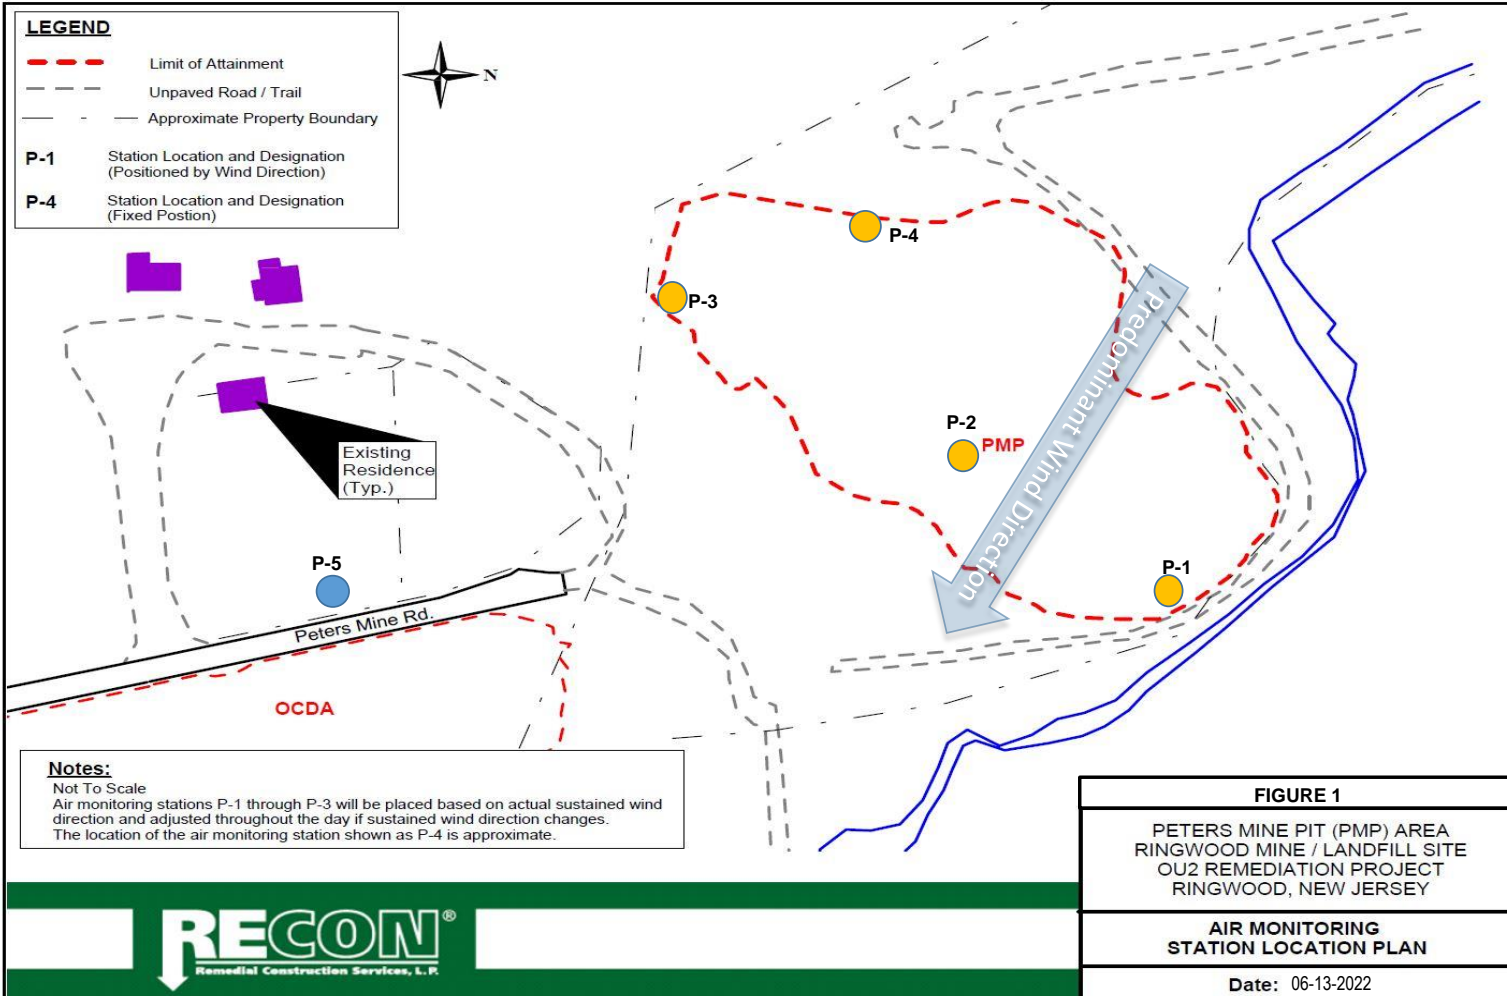 LEGEND
Limit of Attainment
Unpaved Road / Trail
Approximate Property Boundary
P-1 Station Location and Designation
(Positioned by Wind Direction)
P-4 Station Location and Designation
(Fixed Postion)
N
P-4
P-3
Predominant Wind Direction
P-2
PMP
Existing
Residence
(Typ.)
P-5
P-1
Peters Mine Rd.
OCDA
Notes:
Not To Scale
Air monitoring stations P-1 through P-3 will be placed based on actual sustained wind
direction and adjusted throughout the day if sustained wind direction changes.
The location of the air monitoring station shown as P-4 is approximate.
FIGURE 1
PETERS MINE PIT (PMP) AREA
RINGWOOD MINE / LANDFILL SITE
OU2 REMEDIATION PROJECT
RINGWOOD, NEW JERSEY
AIR MONITORING
STATION LOCATION PLAN
Date: 06-13-2022
RECON®
Remedial Construction Services, L.P.